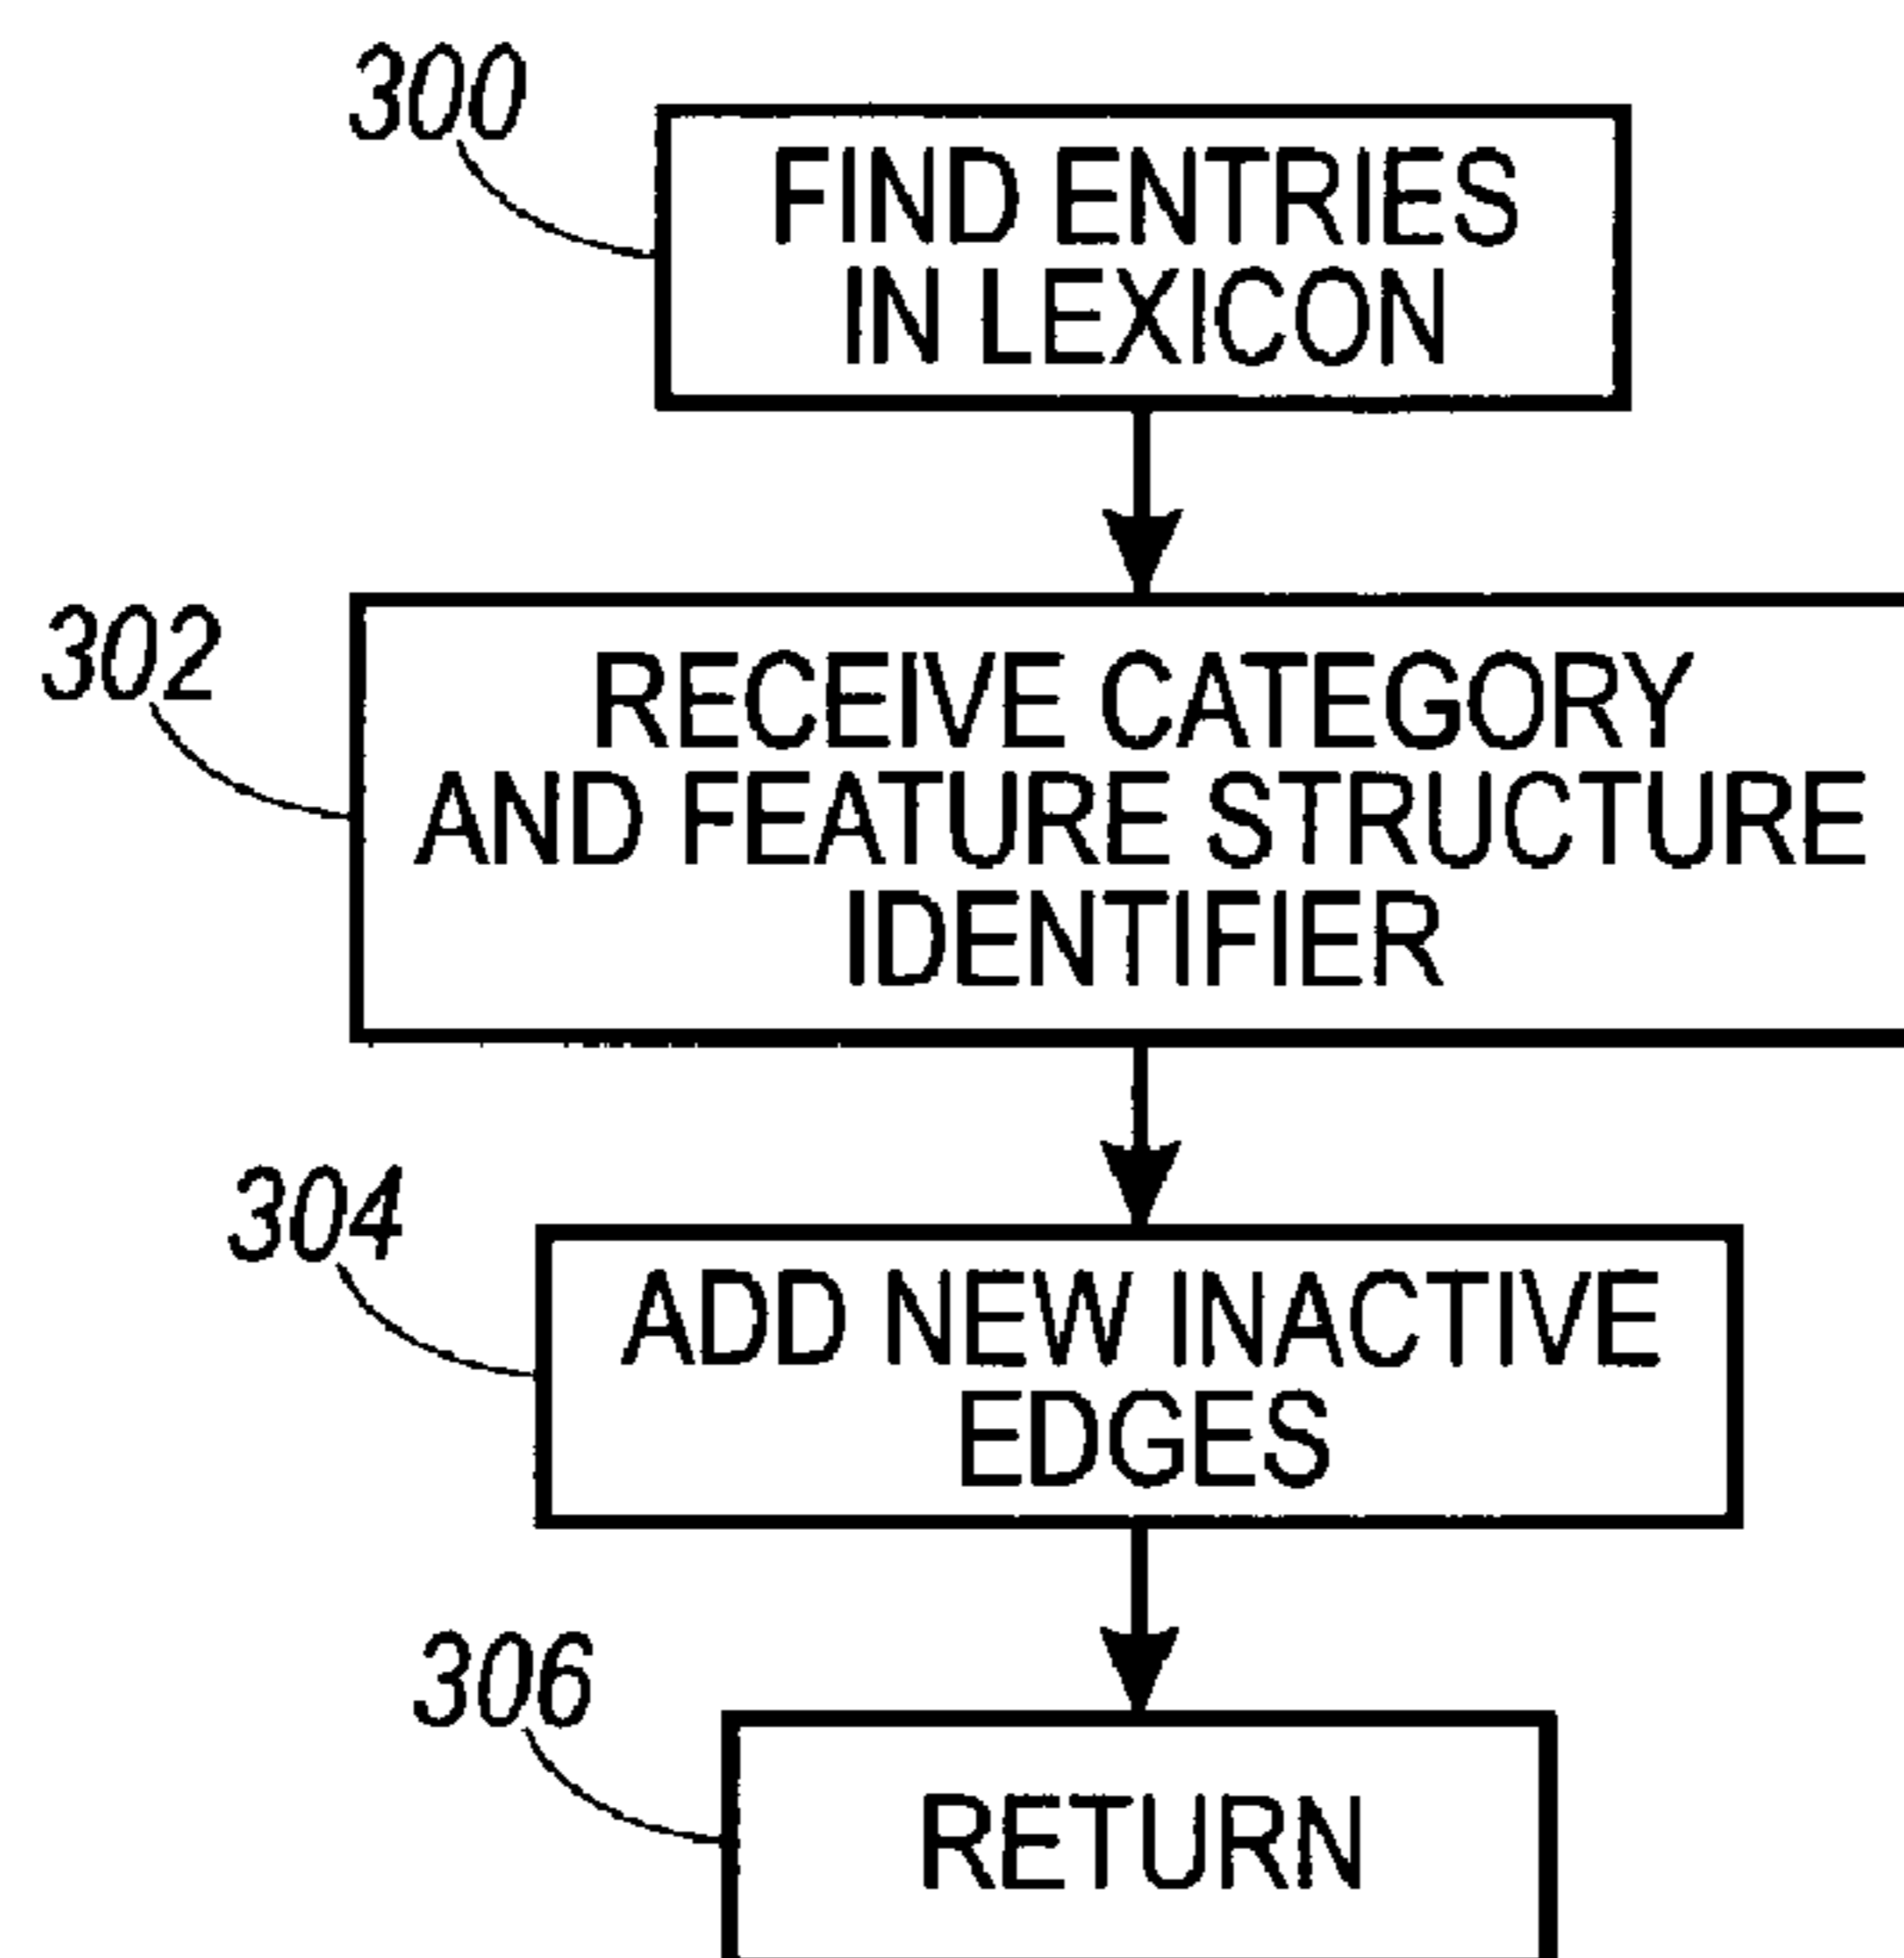 300
FIND ENTRIES
IN LEXICON
302
RECEIVE CATEGORY
AND FEATURE STRUCTURE
IDENTIFIER
304
ADD NEW INACTIVE
EDGES
306
RETURN